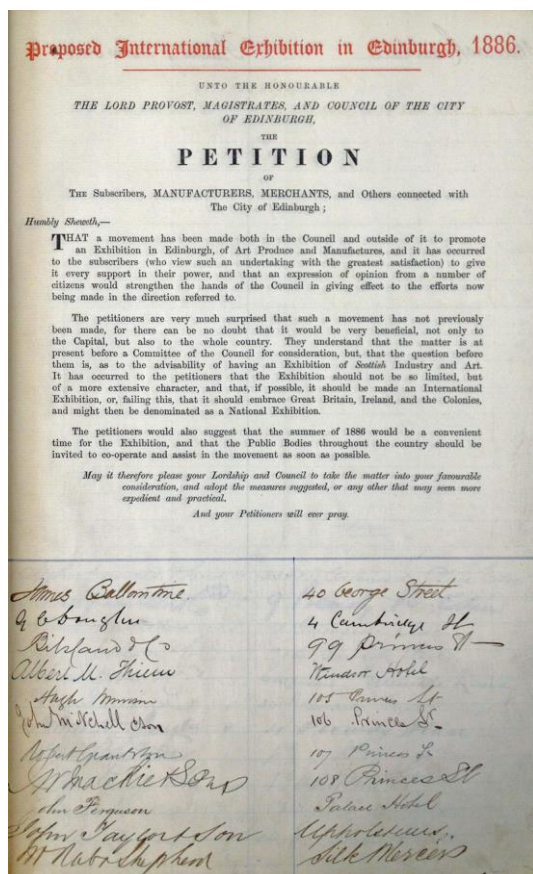 Proposed International Exhibition in Edinburgh, 1886.
UNTO THE HONOURABLE
THE LORD PROVOST, MAGISTRATES, AND COUNCIL OF THE CITY
OF EDINBURGH,
THE
PETITION
OF
THE Subscribers, MANUFACTURERS, MERCHANTS, and Others connected with
The City of Edinburgh;
Humbly Sheweth,—
THAT a movement has been made both in the Council and outside of it to promote
an Exhibition in Edinburgh, of Art Produce and Manufactures, and it has occurred
to the subscribers (who view such an undertaking with the greatest satisfaction) to give
it every support in their power, and that an expression of opinion from a number of
citizens would strengthen the hands of the Council in giving effect to the efforts now
being made in the direction referred to.
The petitioners are very much surprised that such a movement has not previously
been made, for there can be no doubt that it would be very beneficial, not only to
the Capital, but also to the whole country. They understand that the matter is at
present before a Committee of the Council for consideration, but, that the question before
them is, as to the advisability of having an Exhibition of Scottish Industry and Art.
It has occurred to the petitioners that the Exhibition should not be so limited, but
of a more extensive character, and that, if possible, it should be made an International
Exhibition, or, failing this, that it should embrace Great Britain, Ireland, and the Colonies,
and might then be denominated as a National Exhibition.
The petitioners would also suggest that the summer of 1886 would be a convenient
time for the Exhibition, and that the Public Bodies throughout the country should be
invited to co-operate and assist in the movement as soon as possible.
May it therefore please your Lordship and Council to take the matter into your favourable
consideration, and adopt the measures suggested, or any other that may seem more
expedient and practical.
And your Petitioners will ever pray.
James Ballantine. 40 George Street.
4 Cambridge St
& Co 99 Princes St
Albert M. Thiem Windsor Hotel
Hugh 105 Princes St
John Mitchell & Son 106 Princes St.
Robert Grant & Son 107 Princes St
Mackie & Sons 108 Princes St
John Ferguson Palace Hotel
John Taylor & Son Upholsterers.
Shepherd Silk Mercers